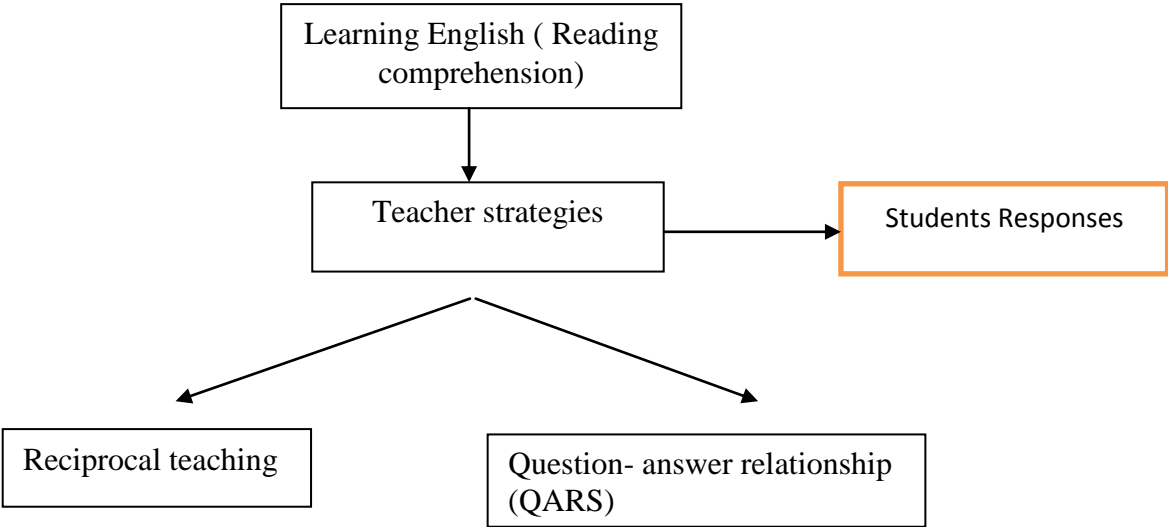 Learning English ( Reading
comprehension)
Teacher strategies
Students Responses
Reciprocal teaching
Question- answer relationship
(QARS)